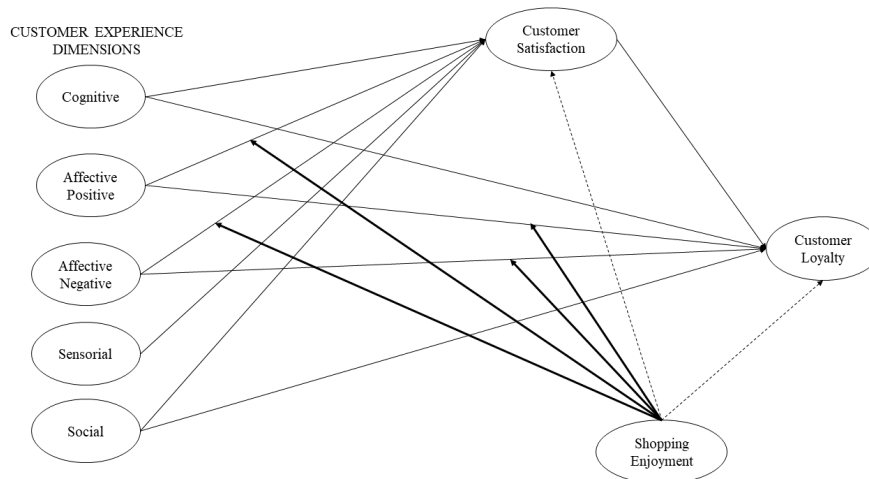 CUSTOMER EXPERIENCE
DIMENSIONS
Cognitive
Affective
Positive
Affective
Negative
Sensorial
Social
Customer
Satisfaction
Customer
Loyalty
Shopping
Enjoyment